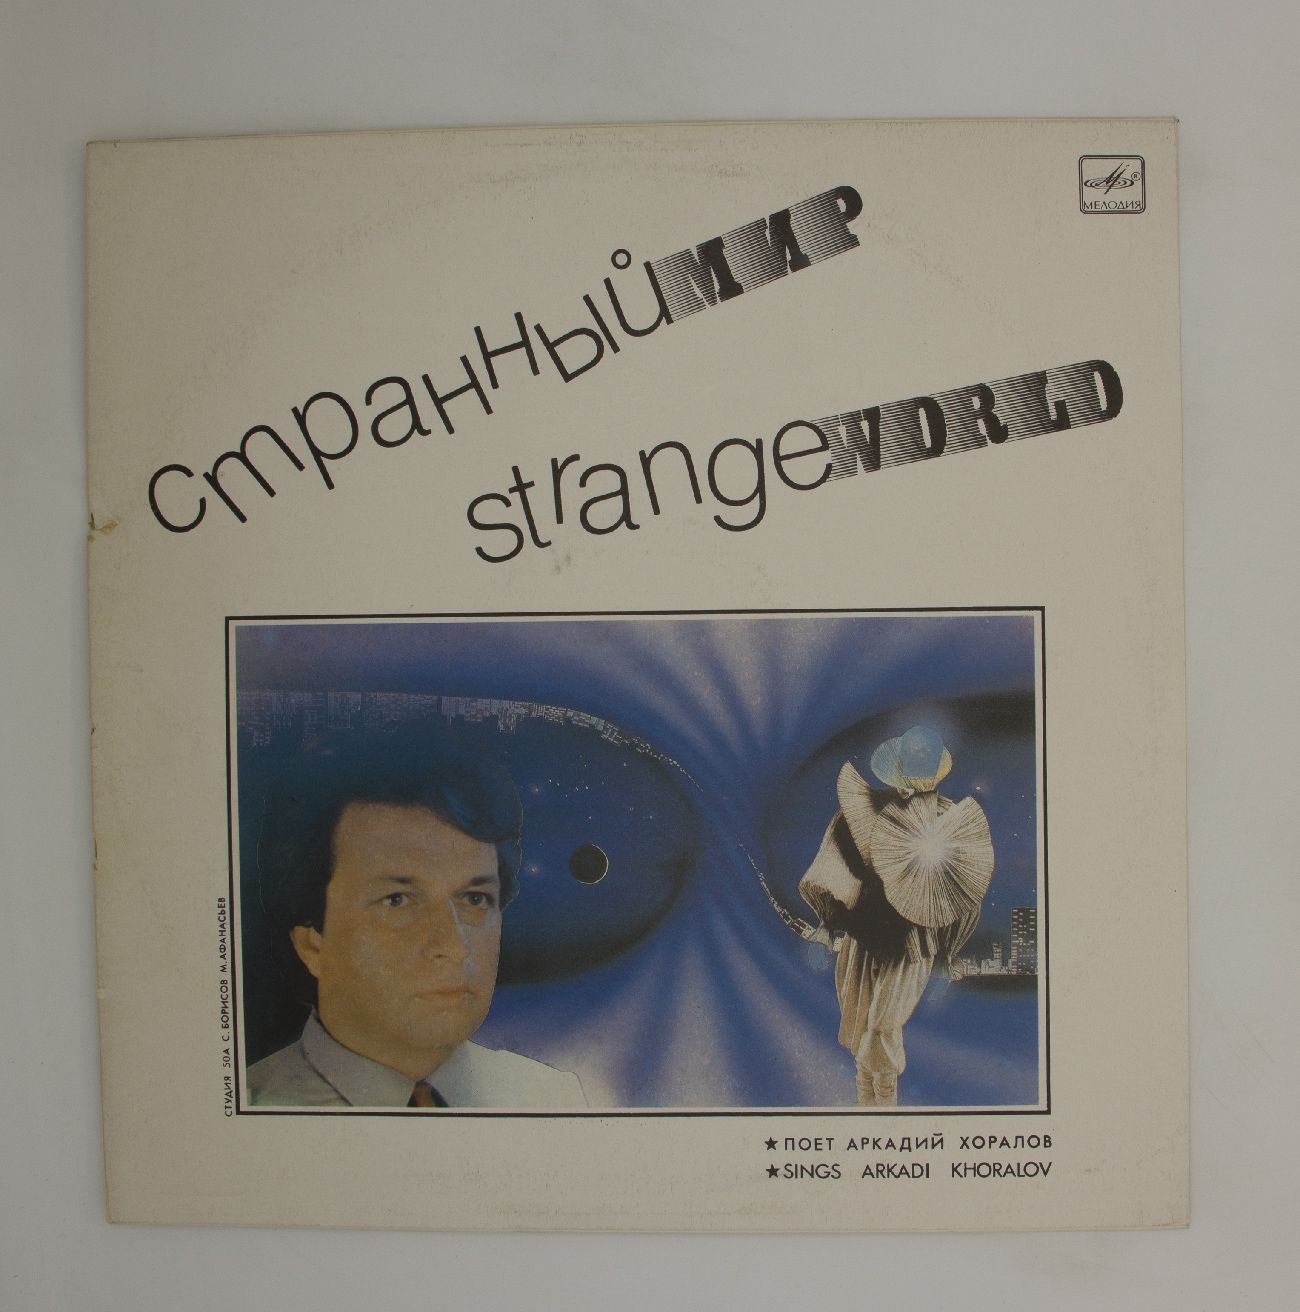 МЕЛОДИЯ
странный МИР
strange WORLD
СТУДИЯ 50А С. БОРИСОВ М. АФАНАСЬЕВ
★ ПОЕТ АРКАДИЙ ХОРАЛОВ
★ SINGS ARKADI KHORALOV